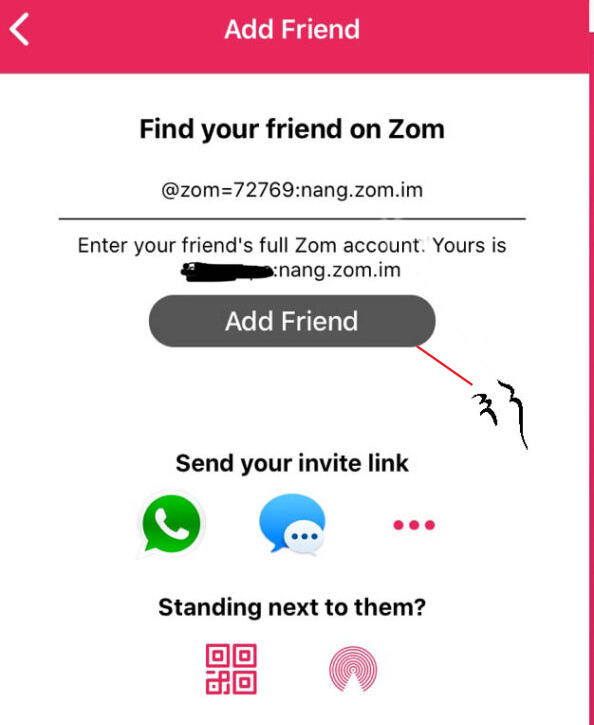 Add Friend
Find your friend on Zom
@zom=72769:nang.zom.im
Enter your friend's full Zom account. Yours is
:nang.zom.im
Add Friend
Send your invite link
Standing next to them?